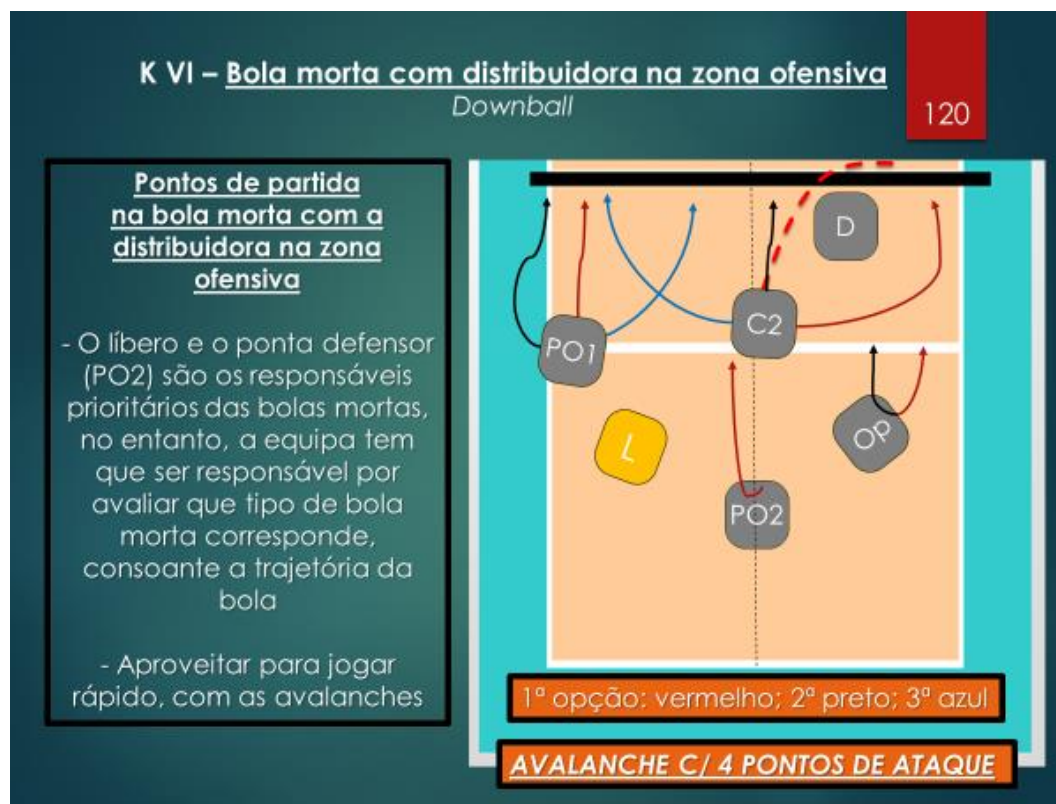 K VI – Bola morta com distribuidora na zona ofensiva
Downball
120
Pontos de partida
na bola morta com a
distribuidora na zona
ofensiva
- O líbero e o ponta defensor
(PO2) são os responsáveis
prioritários das bolas mortas,
no entanto, a equipa tem
que ser responsável por
avaliar que tipo de bola
morta corresponde,
consoante a trajetória da
bola
- Aproveitar para jogar
rápido, com as avalanches
D
C2
PO1
Op
L
PO2
1ª opção: vermelho; 2ª preto; 3ª azul
AVALANCHE C/ 4 PONTOS DE ATAQUE